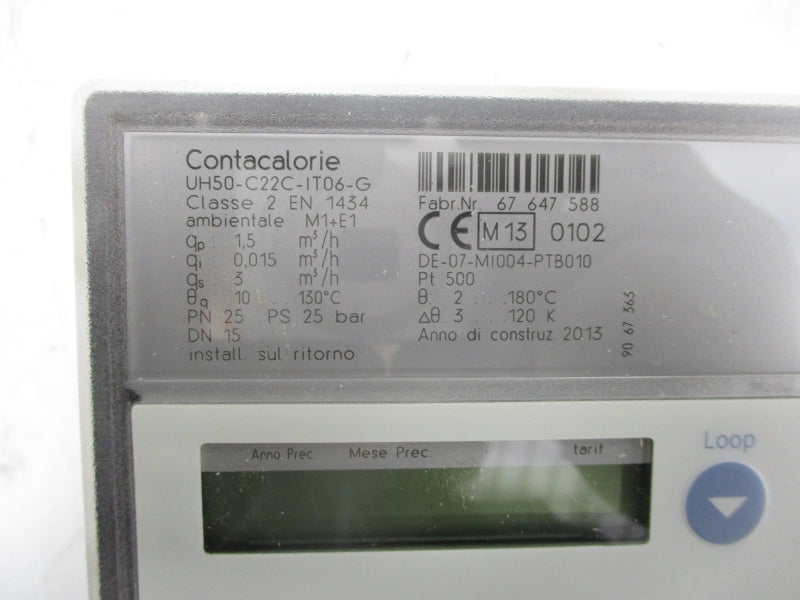 Contacalorie
UH50-C22C-IT06-G
Classe 2 EN 1434
ambientale M1+E1
qp : 1,5 m³/h
qi : 0,015 m³/h
qs : 3 m³/h
θq : 10 ... 130°C
PN 25 PS 25 bar
DN 15
install. sul ritorno
Fabr.Nr. 67 647 588
CE M 13 0102
DE-07-MI004-PTB010
Pt 500
θ: 2 ... 180°C
Δθ: 3 ... 120 K
Anno di construz. 2013
90 67 363
Loop
Anno Prec. Mese Prec. tarif